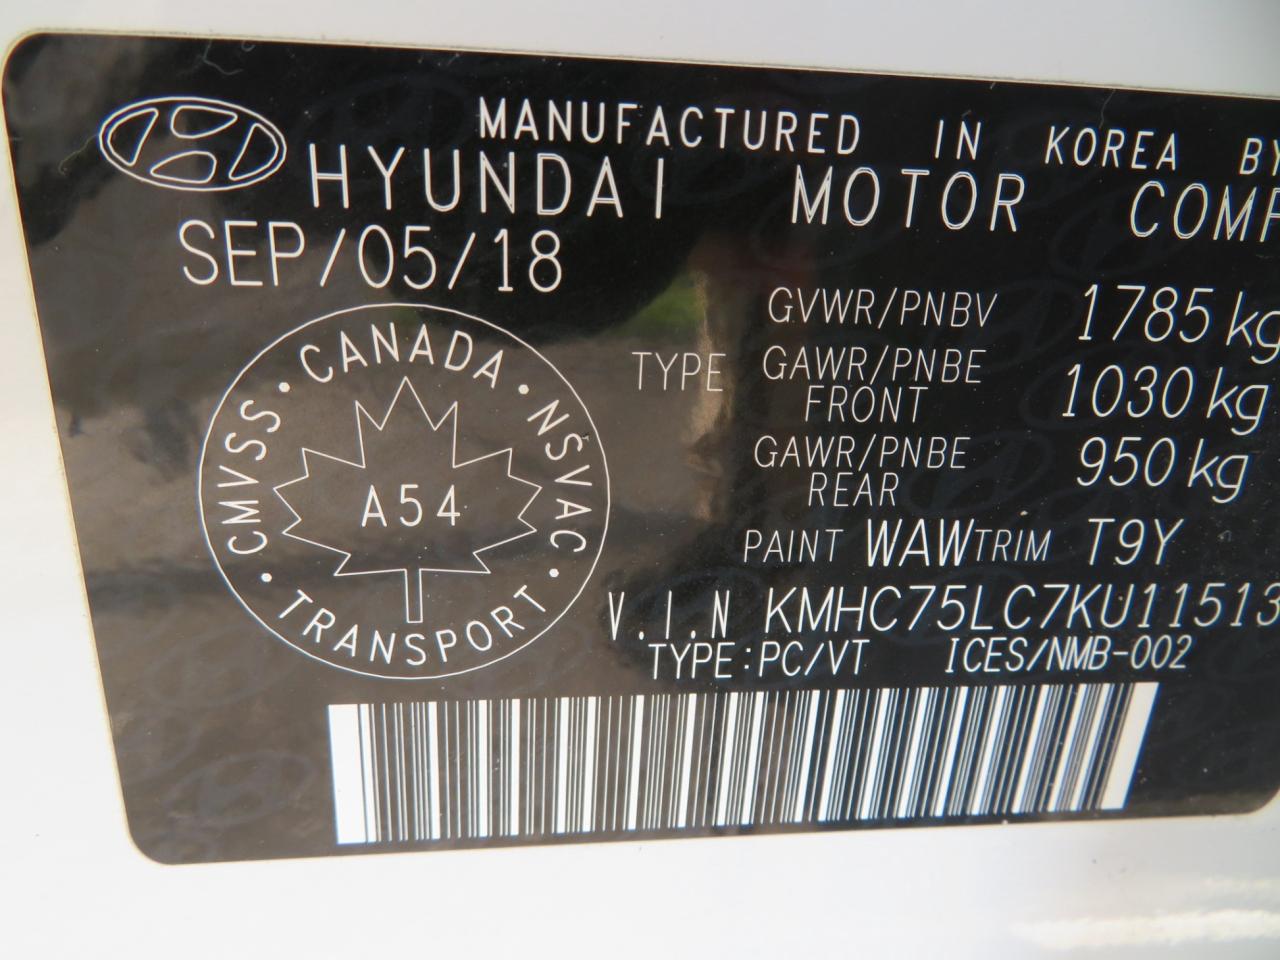 MANUFACTURED IN KOREA BY
HYUNDAI MOTOR COMP
SEP/05/18
CANADA • NSVAC • TRANSPORT • CMVSS •
A54
TYPE
GVWR/PNBV 1785 kg
GAWR/PNBE FRONT 1030 kg
GAWR/PNBE REAR 950 kg
PAINT WAW TRIM T9Y
V.I.N KMHC75LC7KU11513
TYPE:PC/VT ICES/NMB-002